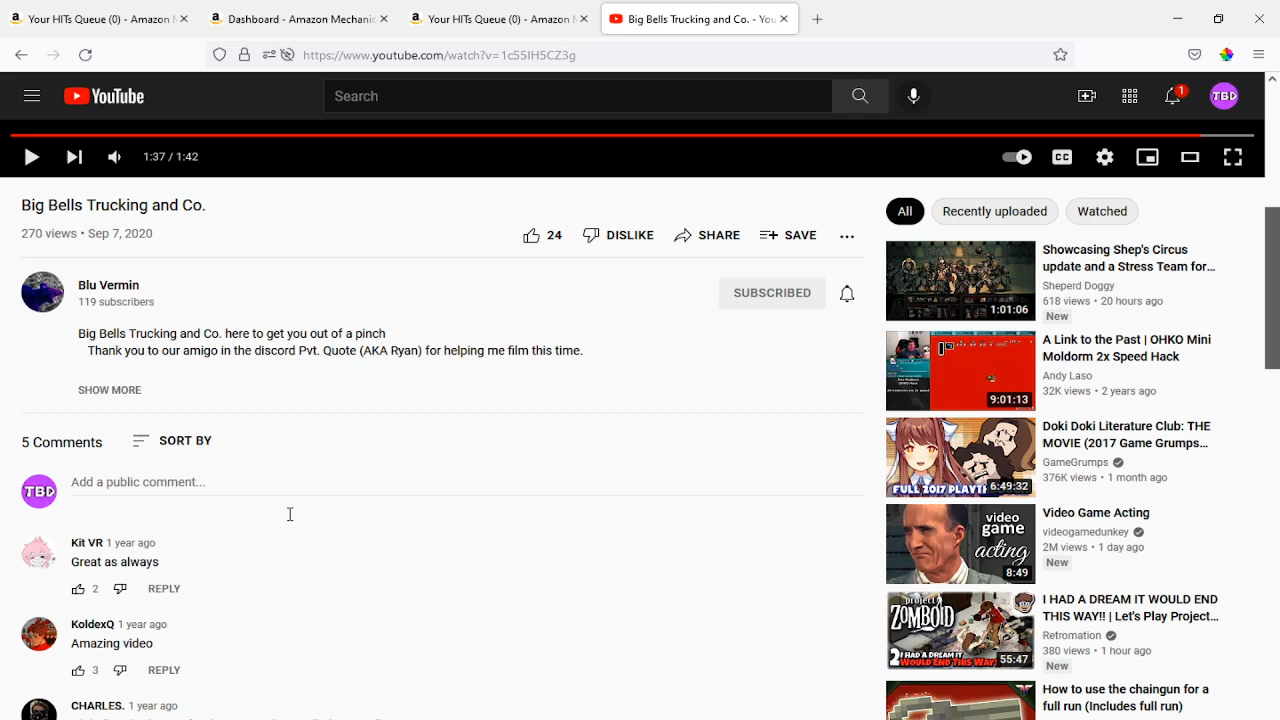 Your HITs Queue (0) - Amazon M
Dashboard - Amazon Mechanic
Your HITs Queue (0) - Amazon M
Big Bells Trucking and Co. - You
https://www.youtube.com/watch?v=1c55IH5CZ3g
YouTube
Search
1
TBD
1:37 / 1:42
CC
Big Bells Trucking and Co.
270 views • Sep 7, 2020
24
DISLIKE
SHARE
SAVE
Blu Vermin
119 subscribers
SUBSCRIBED
Big Bells Trucking and Co. here to get you out of a pinch
Thank you to our amigo in the discord Pvt. Quote (AKA Ryan) for helping me film this time.
SHOW MORE
5 Comments
SORT BY
TBD
Add a public comment...
Kit VR 1 year ago
Great as always
2
REPLY
KoldexQ 1 year ago
Amazing video
3
REPLY
CHARLES. 1 year ago
All
Recently uploaded
Watched
1:01:06
Showcasing Shep's Circus
update and a Stress Team for...
Sheperd Doggy
618 views • 20 hours ago
New
9:01:13
A Link to the Past | OHKO Mini
Moldorm 2x Speed Hack
Andy Laso
32K views • 2 years ago
FULL 2017 PLAYT
6:49:32
Doki Doki Literature Club: THE
MOVIE (2017 Game Grumps...
GameGrumps
376K views • 1 month ago
video
game
acting
8:49
Video Game Acting
videogamedunkey
2M views • 1 day ago
New
project
ZOMBOID
2 I HAD A DREAM IT
WOULD END THIS WAY!
55:47
I HAD A DREAM IT WOULD END
THIS WAY!! | Let's Play Project...
Retromation
380 views • 1 hour ago
New
How to use the chaingun for a
full run (Includes full run)